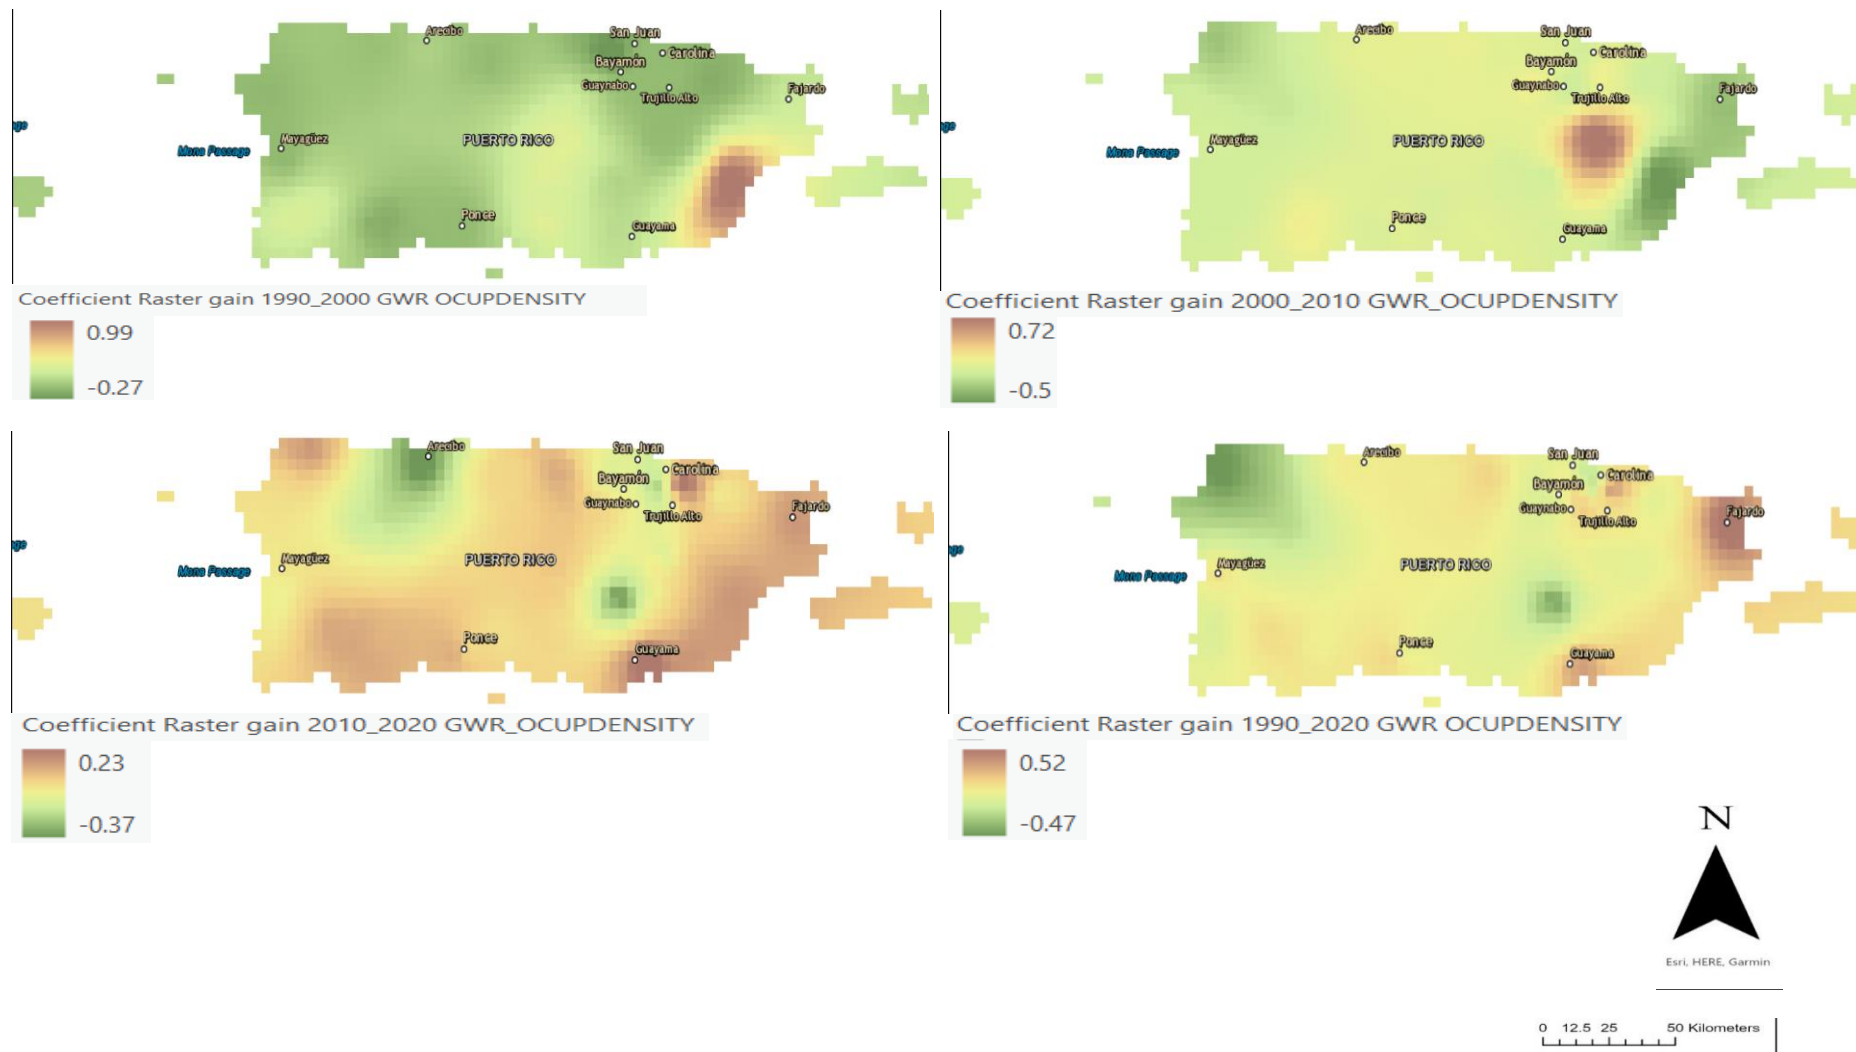 Arecibo
San Juan
Carolina
Bayamón
Guaynabo
Trujillo Alto
Fajardo
Mayagüez
PUERTO RICO
Mona Passage
Ponce
Guayama
Coefficient Raster gain 1990_2000 GWR OCUPDENSITY
0.99
-0.27
Arecibo
San Juan
Carolina
Bayamón
Guaynabo
Trujillo Alto
Fajardo
Mayagüez
PUERTO RICO
Mona Passage
Ponce
Guayama
Coefficient Raster gain 2000_2010 GWR_OCUPDENSITY
0.72
-0.5
Arecibo
San Juan
Carolina
Bayamón
Guaynabo
Trujillo Alto
Fajardo
Mayagüez
PUERTO RICO
Mona Passage
Ponce
Guayama
Coefficient Raster gain 2010_2020 GWR_OCUPDENSITY
0.23
-0.37
Arecibo
San Juan
Carolina
Bayamón
Guaynabo
Trujillo Alto
Fajardo
Mayagüez
PUERTO RICO
Mona Passage
Ponce
Guayama
Coefficient Raster gain 1990_2020 GWR OCUPDENSITY
0.52
-0.47
N
Esri, HERE, Garmin
0 12.5 25 50 Kilometers